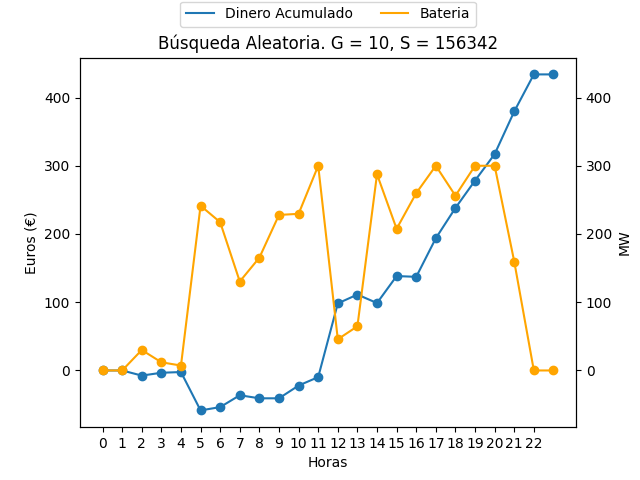 Dinero Acumulado Bateria
Búsqueda Aleatoria. G = 10, S = 156342
400
300
200
100
0
Euros (€)
400
300
200
100
0
MW
0 1 2 3 4 5 6 7 8 9 10 11 12 13 14 15 16 17 18 19 20 21 22
Horas